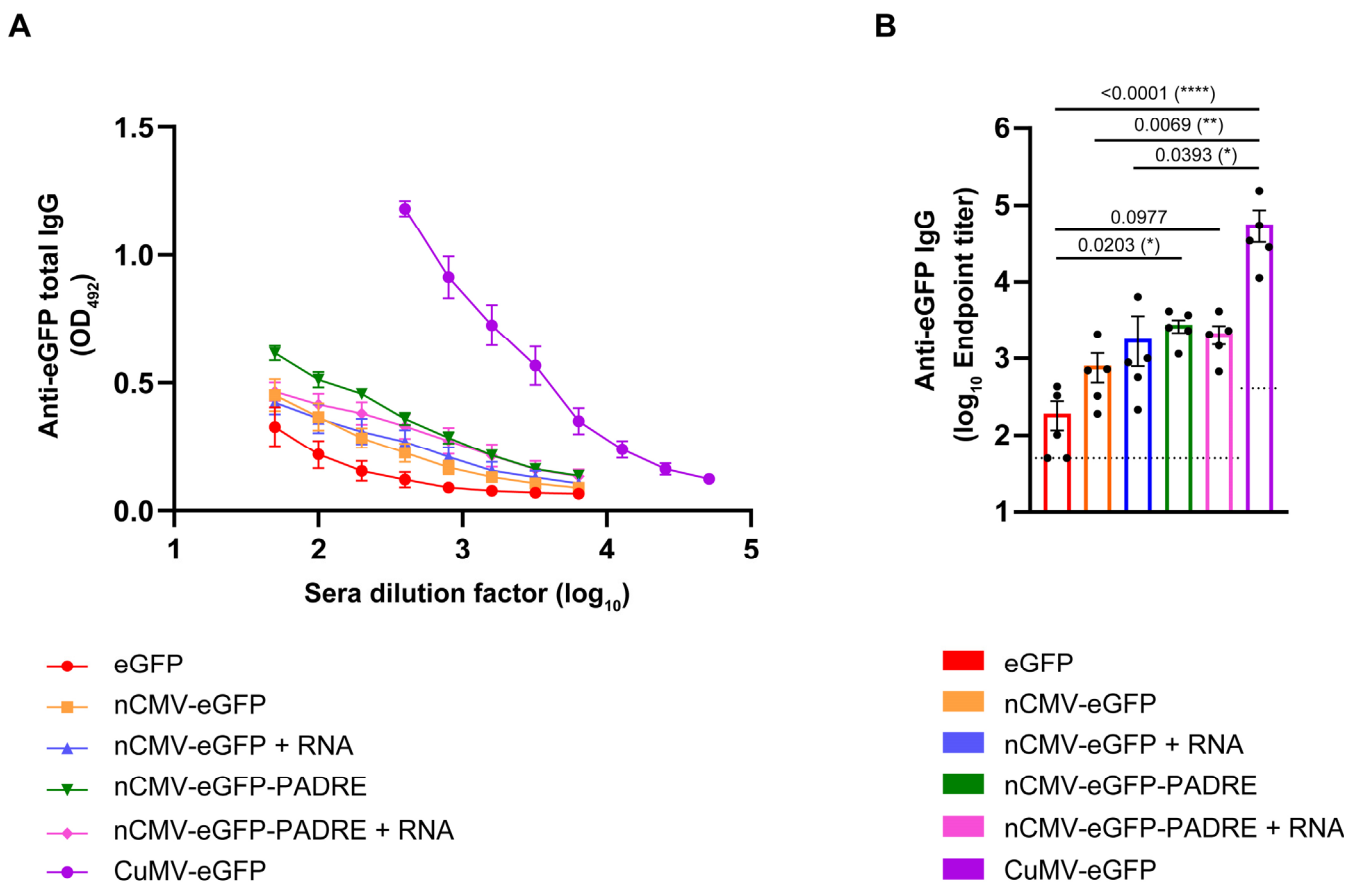 A
B
Anti-eGFP total IgG
(OD492)
1.5
1.0
0.5
0.0
1 2 3 4 5
Sera dilution factor (log10)
Anti-eGFP IgG
(log10 Endpoint titer)
6
5
4
3
2
1
<0.0001 (****)
0.0069 (**)
0.0393 (*)
0.0977
0.0203 (*)
eGFP
nCMV-eGFP
nCMV-eGFP + RNA
nCMV-eGFP-PADRE
nCMV-eGFP-PADRE + RNA
CuMV-eGFP
eGFP
nCMV-eGFP
nCMV-eGFP + RNA
nCMV-eGFP-PADRE
nCMV-eGFP-PADRE + RNA
CuMV-eGFP